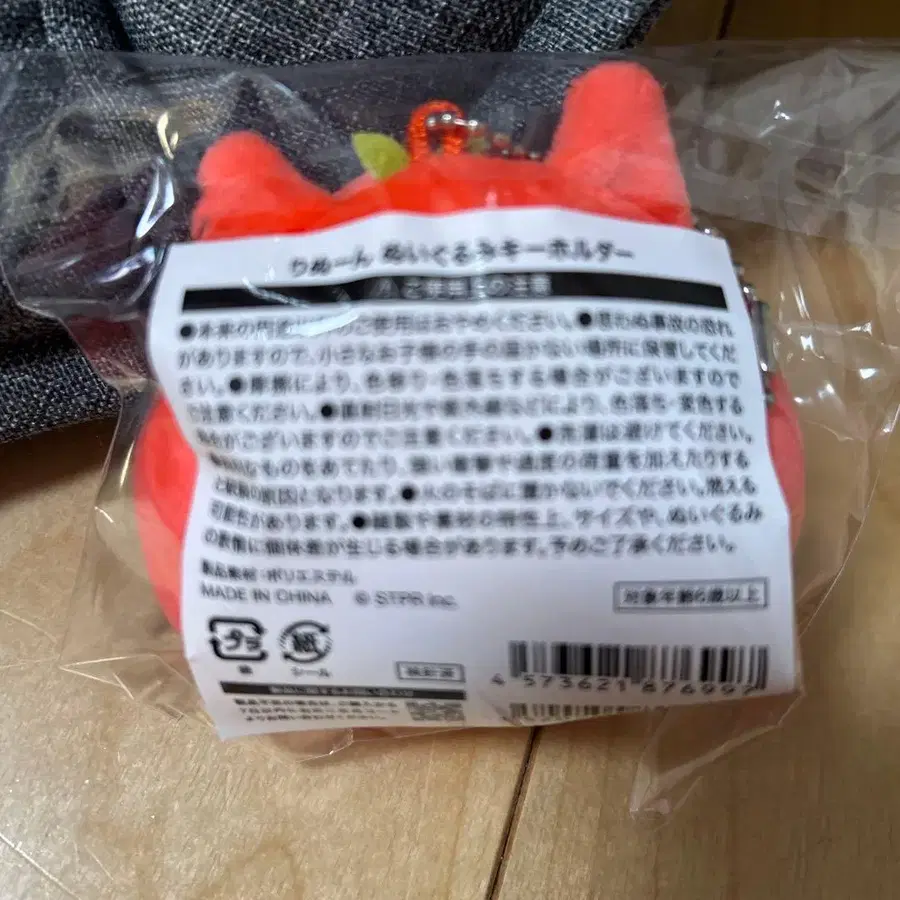 りぬーん ぬいぐるみキーホルダー
⚠ご使用上の注意
●本来の用途以外のご使用はおやめください。●思わぬ事故の恐れ
がありますので、小さなお子様の手の届かない場所に保管してくだ
さい。●摩擦により、色移り・色落ちする場合がございますので
ご注意ください。●直射日光や紫外線などにより、色落ち・変色する
場合がございますのでご注意ください。●洗濯は避けてください。
なものをあてたり、強い衝撃や過度の荷重を加えたりする
と破損の原因となります。●火のそばに置かないでください。燃える
可能性があります。●縫製や素材の特性上、サイズや、ぬいぐるみ
の表情に個体差が生じる場合があります。予めご了承ください。
製品素材:ポリエステル
MADE IN CHINA © STPR Inc.
対象年齢6歳以上
プラ
袋
紙
シール
4 573621 876997